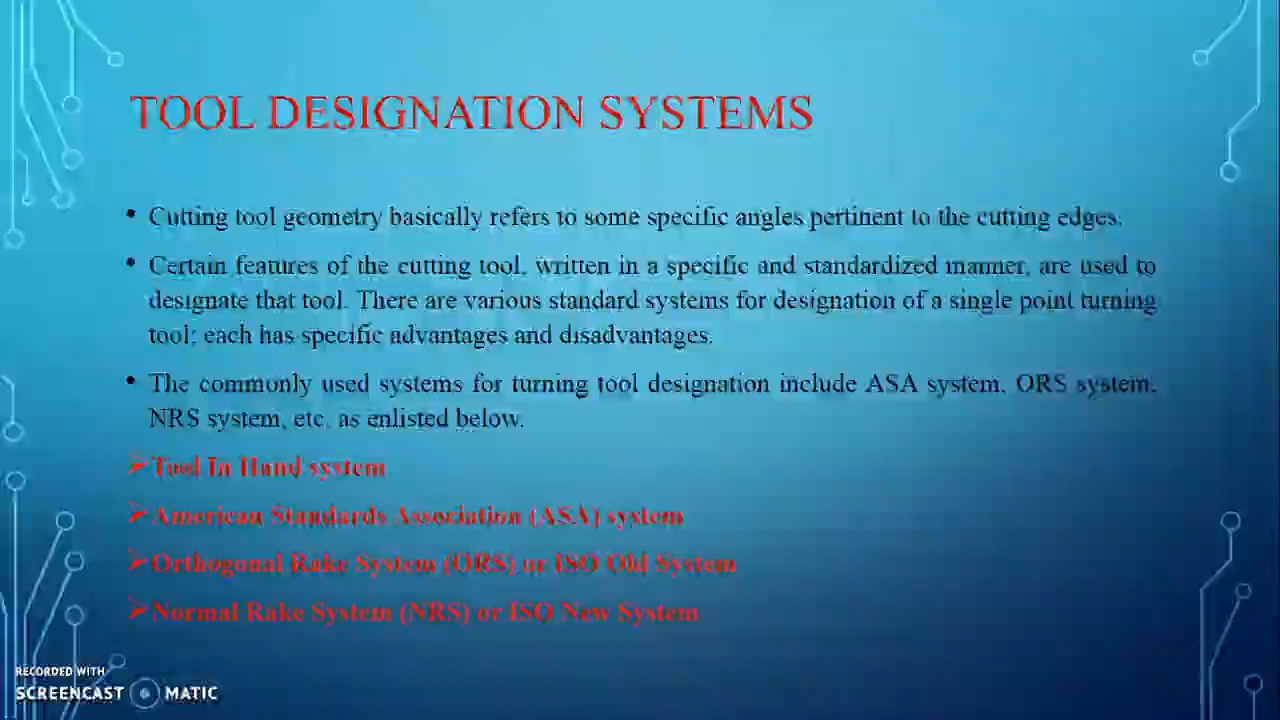 TOOL DESIGNATION SYSTEMS
• Cutting tool geometry basically refers to some specific angles pertinent to the cutting edges.
• Certain features of the cutting tool, written in a specific and standardized manner, are used to
designate that tool. There are various standard systems for designation of a single point turning
tool; each has specific advantages and disadvantages.
• The commonly used systems for turning tool designation include ASA system, ORS system,
NRS system, etc. as enlisted below.
➢Tool In Hand system
➢American Standards Association (ASA) system
➢Orthogonal Rake System (ORS) or ISO Old System
➢Normal Rake System (NRS) or ISO New System
RECORDED WITH
SCREENCAST MATIC